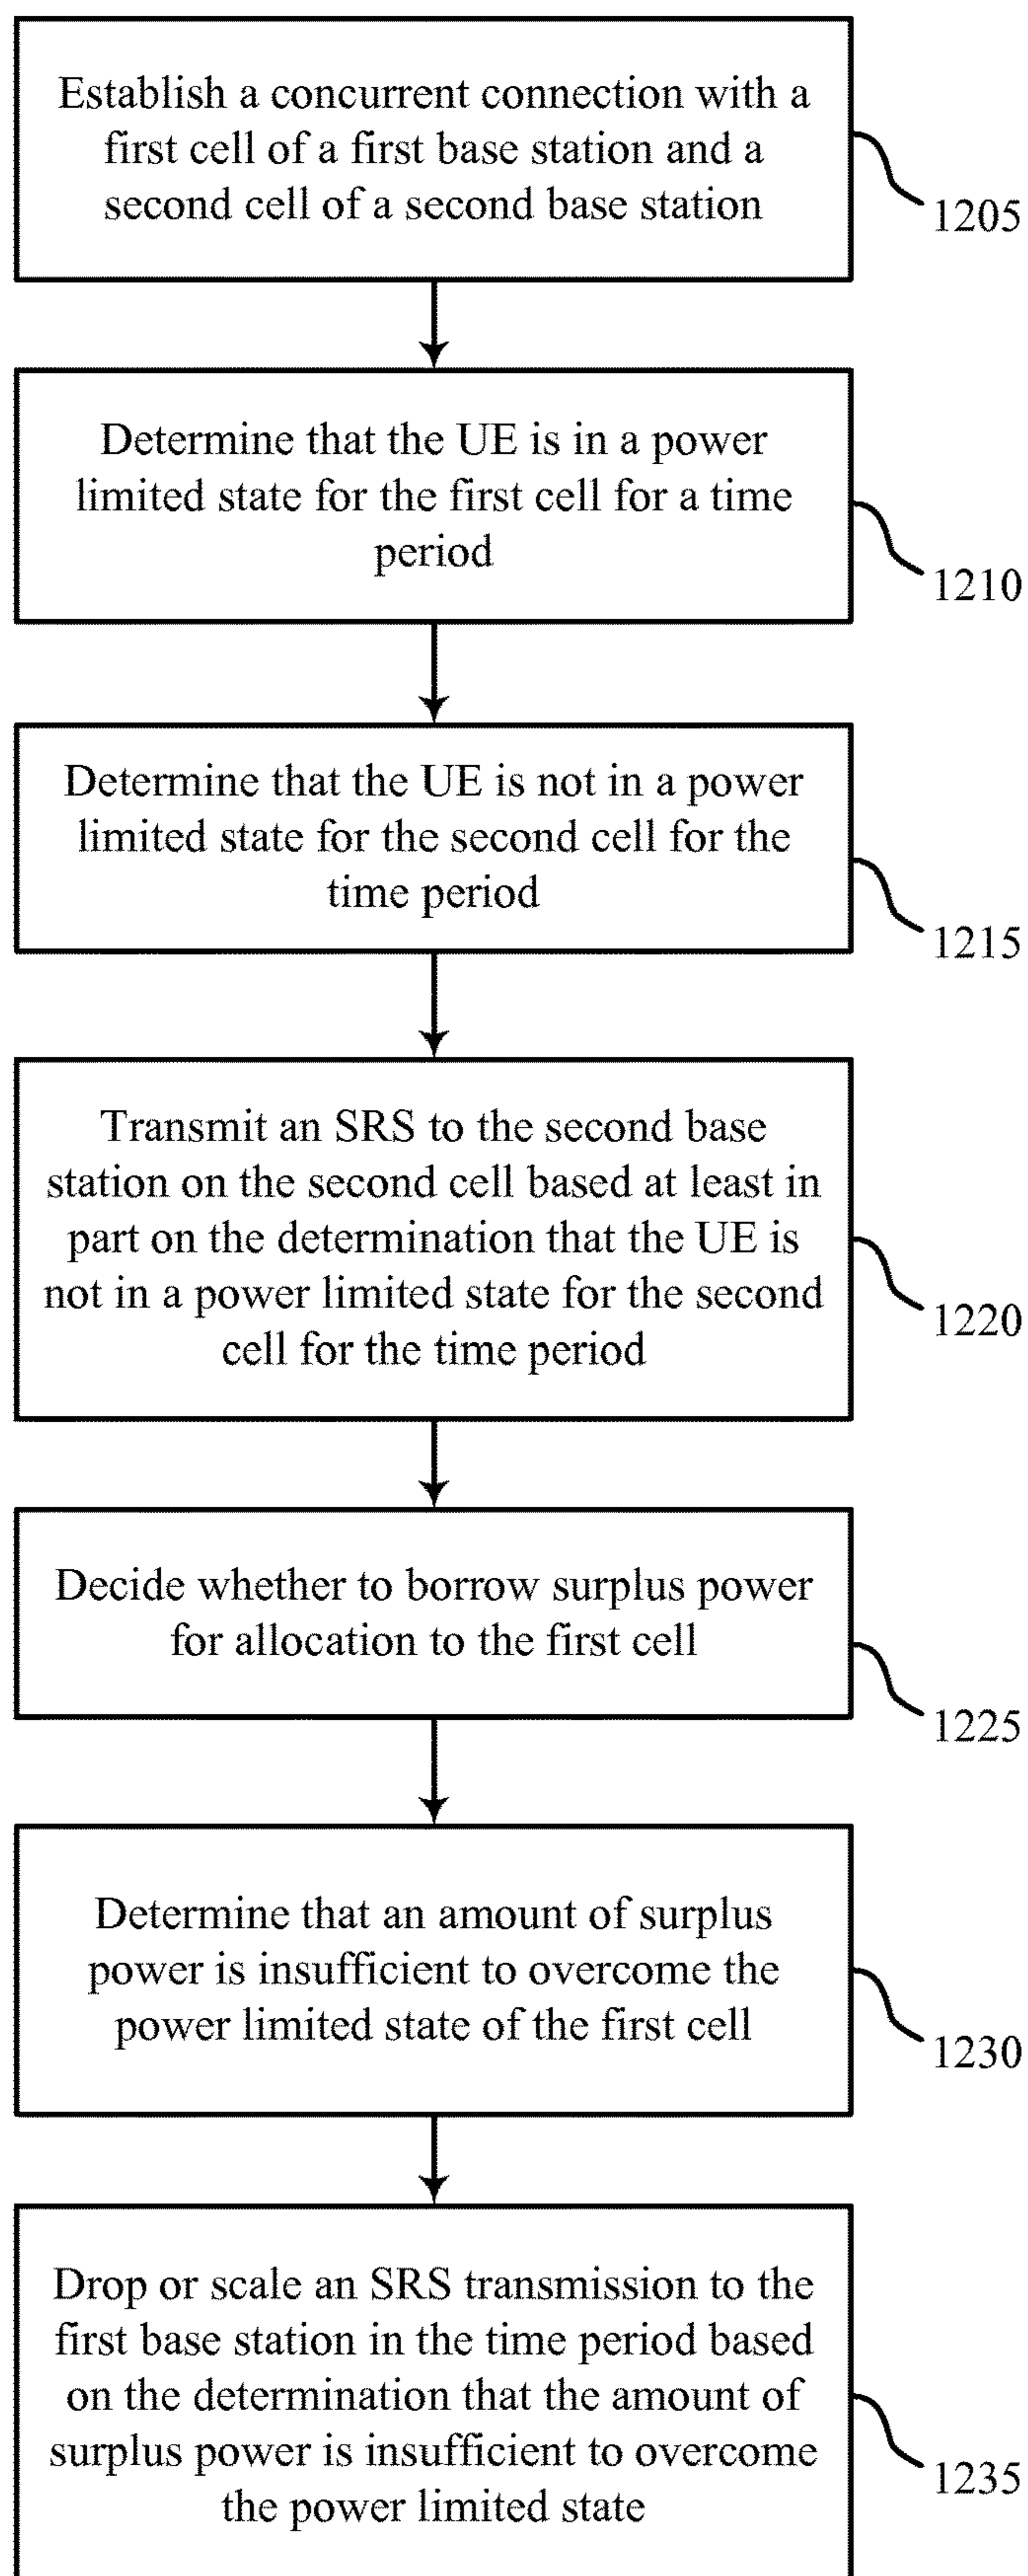 Establish a concurrent connection with a
first cell of a first base station and a
second cell of a second base station
1205
Determine that the UE is in a power
limited state for the first cell for a time
period
1210
Determine that the UE is not in a power
limited state for the second cell for the
time period
1215
Transmit an SRS to the second base
station on the second cell based at least in
part on the determination that the UE is
not in a power limited state for the second
cell for the time period
1220
Decide whether to borrow surplus power
for allocation to the first cell
1225
Determine that an amount of surplus
power is insufficient to overcome the
power limited state of the first cell
1230
Drop or scale an SRS transmission to the
first base station in the time period based
on the determination that the amount of
surplus power is insufficient to overcome
the power limited state
1235